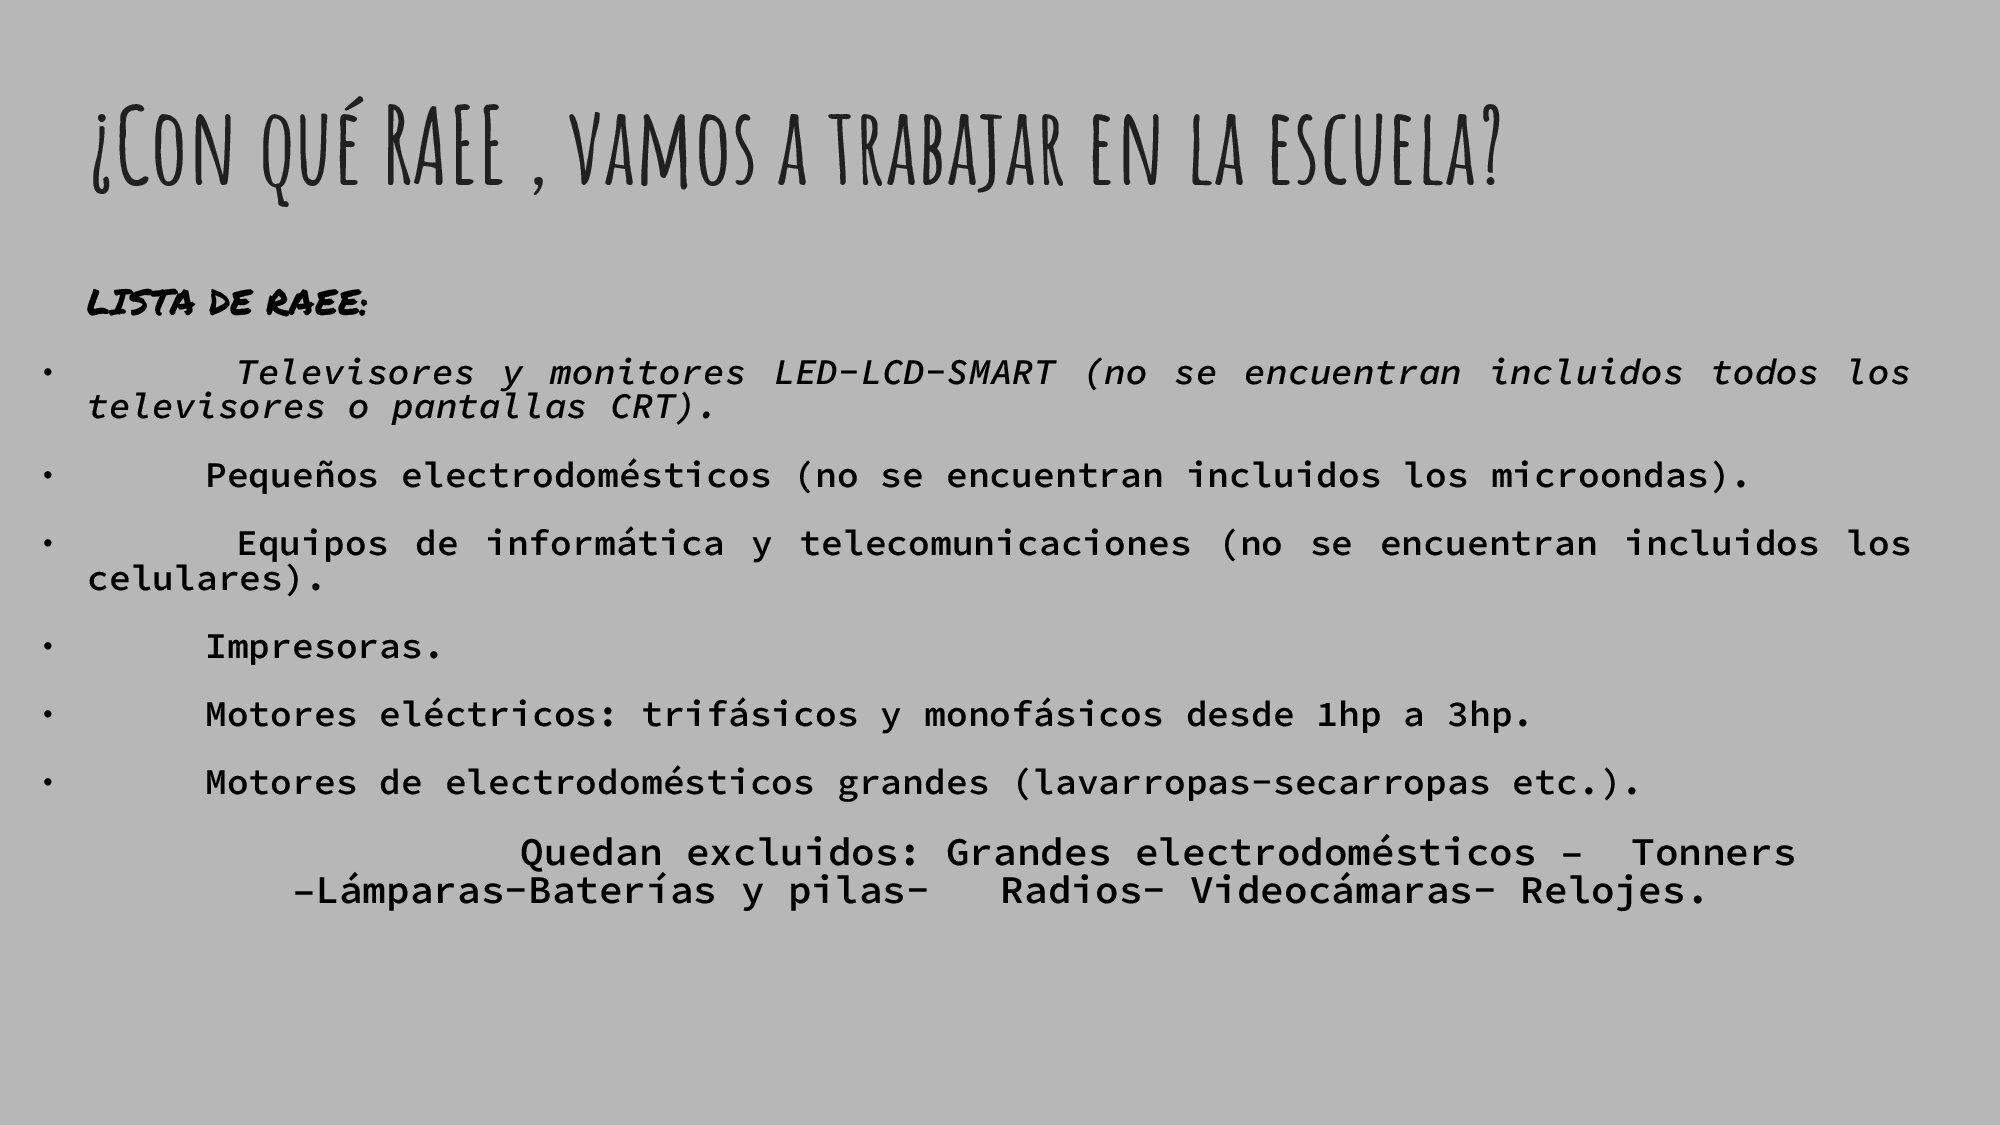 ¿Con qué RAEE , vamos a trabajar en la escuela?
LISTA DE RAEE:
• Televisores y monitores LED-LCD-SMART (no se encuentran incluidos todos los
televisores o pantallas CRT).
• Pequeños electrodomésticos (no se encuentran incluidos los microondas).
• Equipos de informática y telecomunicaciones (no se encuentran incluidos los
celulares).
• Impresoras.
• Motores eléctricos: trifásicos y monofásicos desde 1hp a 3hp.
• Motores de electrodomésticos grandes (lavarropas-secarropas etc.).
Quedan excluidos: Grandes electrodomésticos – Tonners
–Lámparas-Baterías y pilas- Radios- Videocámaras- Relojes.